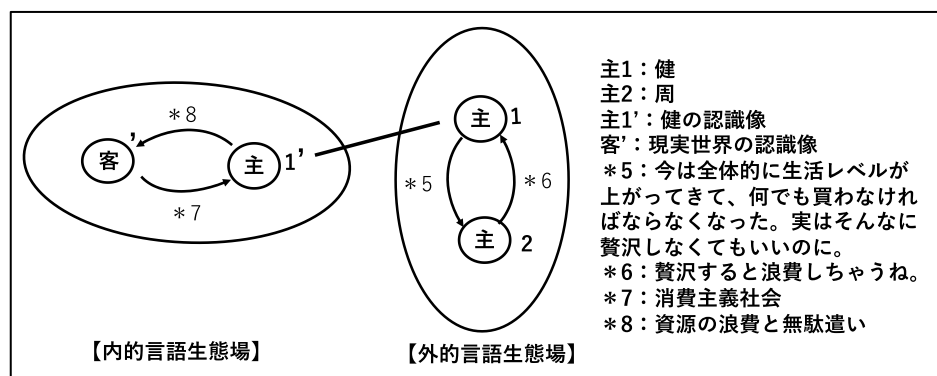 ＊8
客
’
主
1’
＊7
【内的言語生態場】
主
1
＊5
＊6
主
2
【外的言語生態場】
主1：健
主2：周
主1’：健の認識像
客’：現実世界の認識像
＊5：今は全体的に生活レベルが
上がってきて、何でも買わなけれ
ばならなくなった。実はそんなに
贅沢しなくてもいいのに。
＊6：贅沢すると浪費しちゃうね。
＊7：消費主義社会
＊8：資源の浪費と無駄遣い